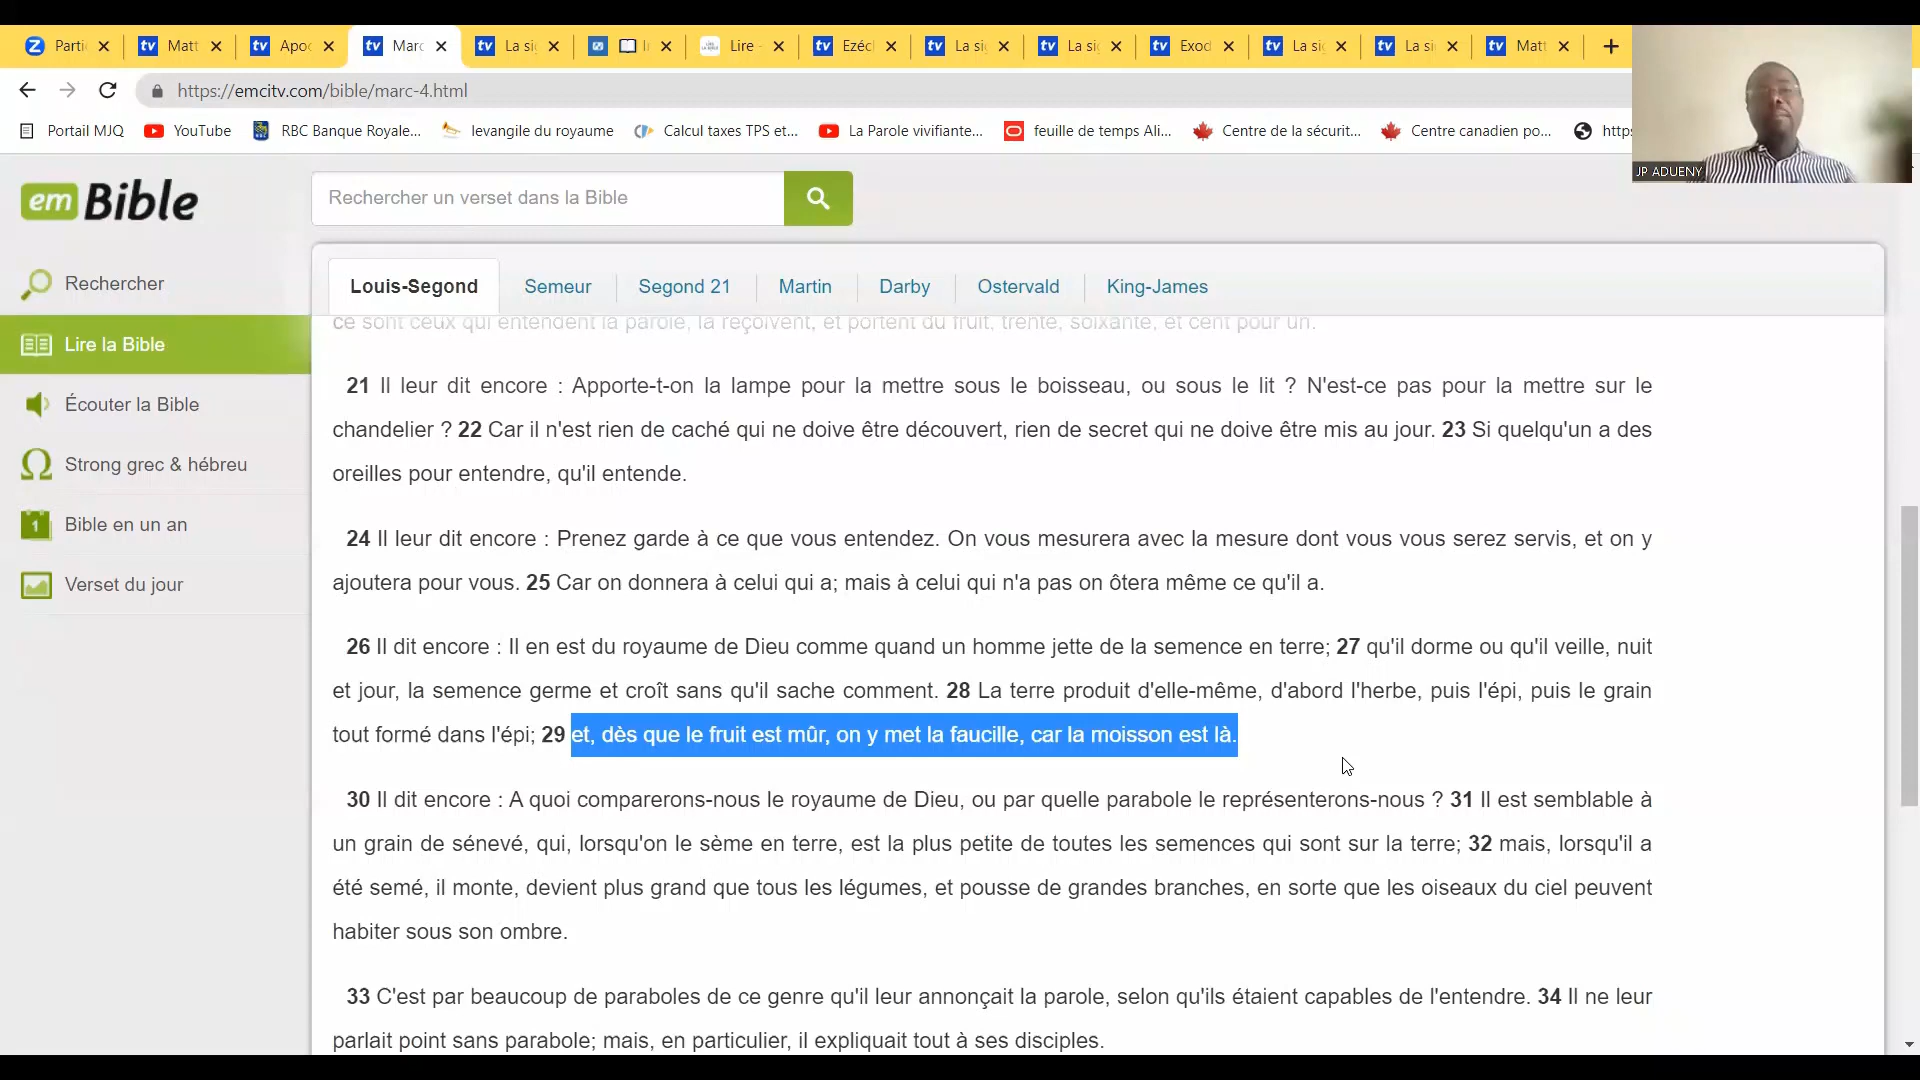 Parti
Matt
Apoc
Marc
La si
Lire -
Ezéc
La si
La si
Exod
La si
La si
Matt
https://emcitv.com/bible/marc-4.html
Portail MJQ
YouTube
RBC Banque Royale...
levangile du royaume
Calcul taxes TPS et...
La Parole vivifiante...
feuille de temps Ali...
Centre de la sécurit...
Centre canadien po...
https
JP ADUENY
em Bible
Rechercher un verset dans la Bible
Rechercher
Lire la Bible
Écouter la Bible
Strong grec & hébreu
Bible en un an
Verset du jour
Louis-Segond
Semeur
Segond 21
Martin
Darby
Ostervald
King-James
ce sont ceux qui entendent la parole, la reçoivent, et portent du fruit, trente, soixante, et cent pour un.
21 Il leur dit encore : Apporte-t-on la lampe pour la mettre sous le boisseau, ou sous le lit ? N'est-ce pas pour la mettre sur le
chandelier ? 22 Car il n'est rien de caché qui ne doive être découvert, rien de secret qui ne doive être mis au jour. 23 Si quelqu'un a des
oreilles pour entendre, qu'il entende.
24 Il leur dit encore : Prenez garde à ce que vous entendez. On vous mesurera avec la mesure dont vous vous serez servis, et on y
ajoutera pour vous. 25 Car on donnera à celui qui a; mais à celui qui n'a pas on ôtera même ce qu'il a.
26 Il dit encore : Il en est du royaume de Dieu comme quand un homme jette de la semence en terre; 27 qu'il dorme ou qu'il veille, nuit
et jour, la semence germe et croît sans qu'il sache comment. 28 La terre produit d'elle-même, d'abord l'herbe, puis l'épi, puis le grain
tout formé dans l'épi; 29 et, dès que le fruit est mûr, on y met la faucille, car la moisson est là.
30 Il dit encore : A quoi comparerons-nous le royaume de Dieu, ou par quelle parabole le représenterons-nous ? 31 Il est semblable à
un grain de sénevé, qui, lorsqu'on le sème en terre, est la plus petite de toutes les semences qui sont sur la terre; 32 mais, lorsqu'il a
été semé, il monte, devient plus grand que tous les légumes, et pousse de grandes branches, en sorte que les oiseaux du ciel peuvent
habiter sous son ombre.
33 C'est par beaucoup de paraboles de ce genre qu'il leur annonçait la parole, selon qu'ils étaient capables de l'entendre. 34 Il ne leur
parlait point sans parabole; mais, en particulier, il expliquait tout à ses disciples.